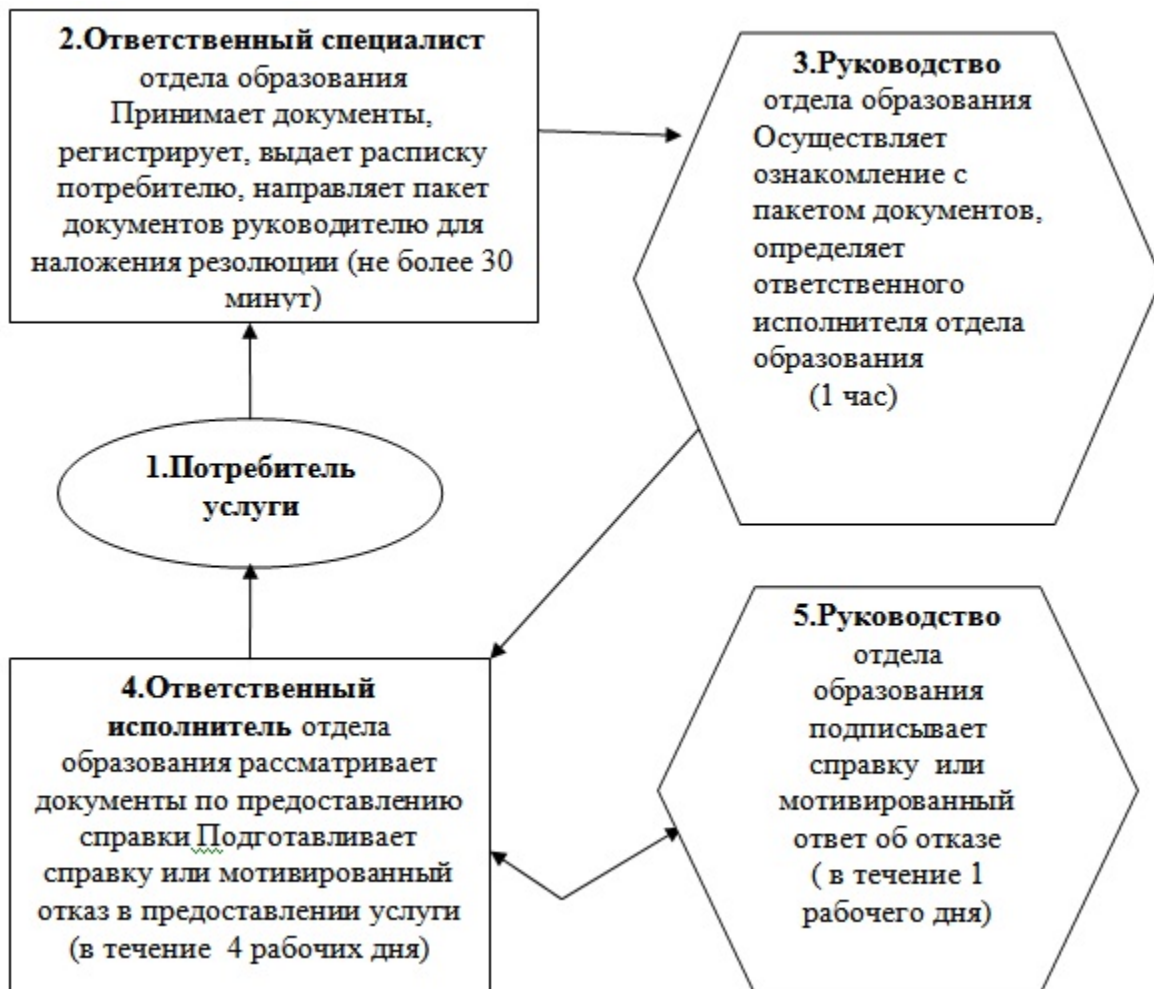 2.Ответственный специалист
отдела образования
Принимает документы,
регистрирует, выдает расписку
потребителю, направляет пакет
документов руководителю для
наложения резолюции (не более 30
минут)
3.Руководство
отдела образования
Осуществляет
ознакомление с
пакетом документов,
определяет
ответственного
исполнителя отдела
образования
(1 час)
1.Потребитель
услуги
4.Ответственный
исполнитель отдела
образования рассматривает
документы по предоставлению
справки Подготавливает
справку или мотивированный
отказ в предоставлении услуги
(в течение 4 рабочих дня)
5.Руководство
отдела
образования
подписывает
справку или
мотивированный
ответ об отказе
( в течение 1
рабочего дня)